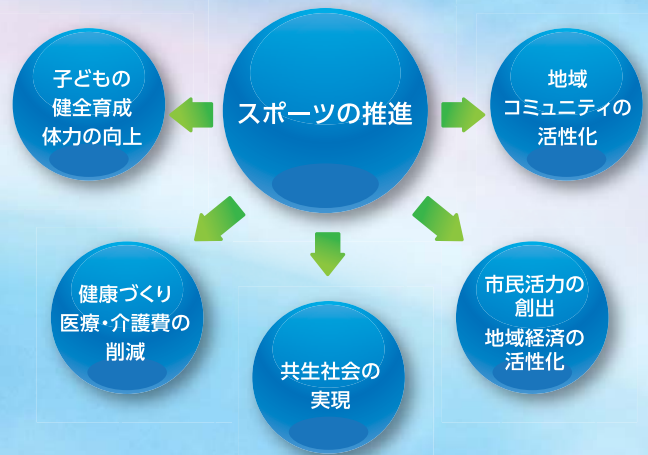 スポーツの推進
子どもの
健全育成
体力の向上
地域
コミュニティの
活性化
健康づくり
医療・介護費の
削減
共生社会の
実現
市民活力の
創出
地域経済の
活性化